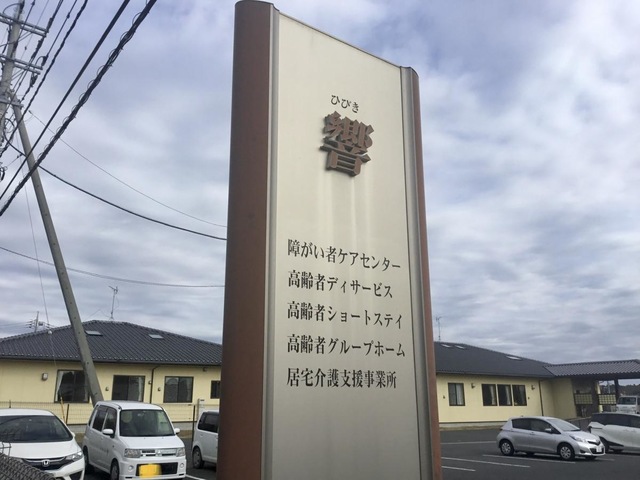 ひびき
響
障がい者ケアセンター
高齢者ディサービス
高齢者ショートステイ
高齢者グループホーム
居宅介護支援事業所